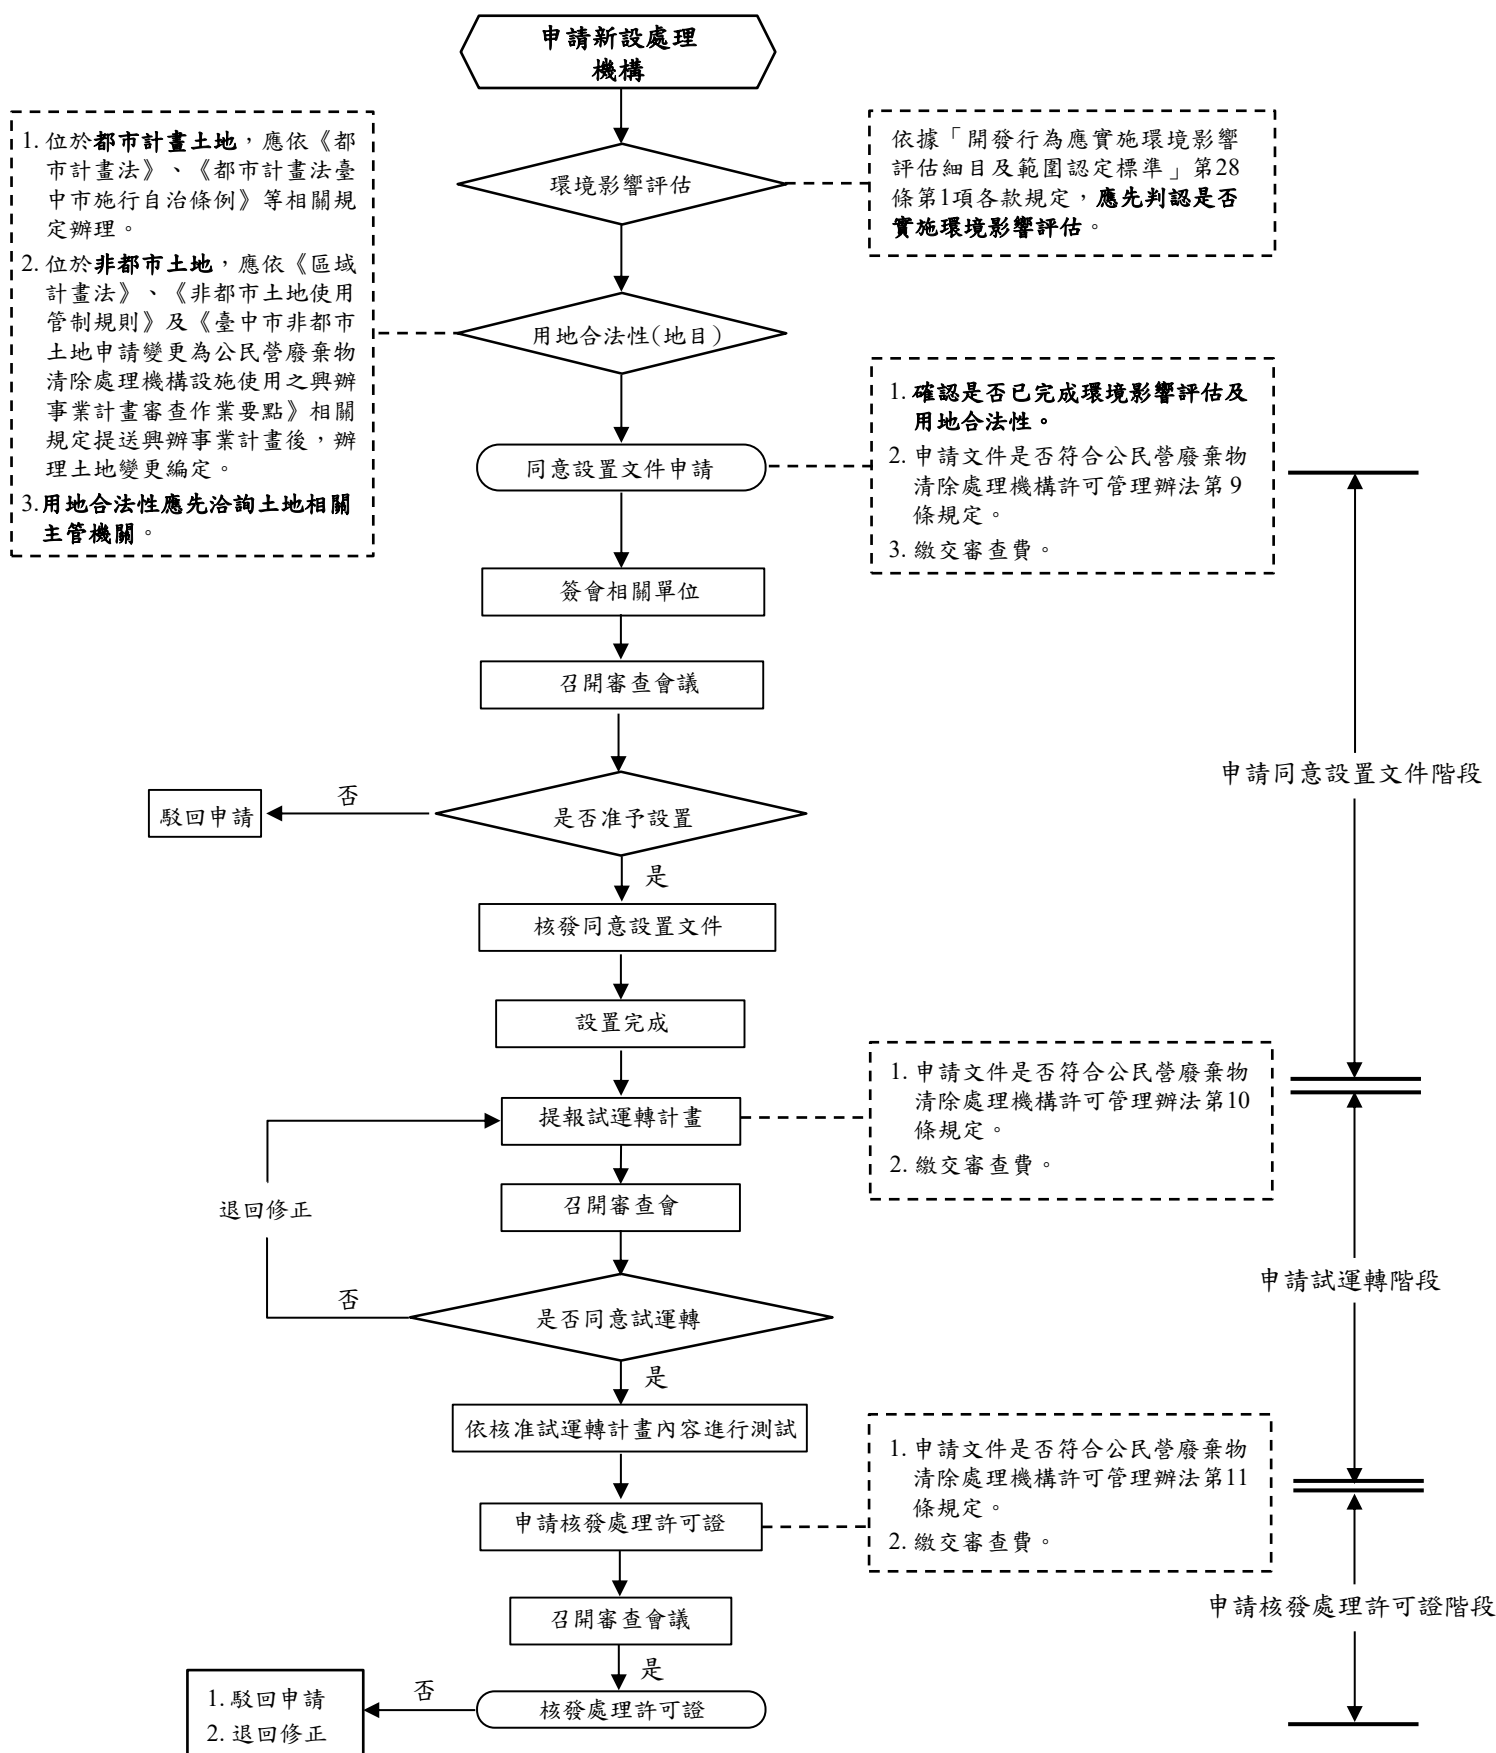 申請新設處理
機構
1. 位於都市計畫土地，應依《都
市計畫法》、《都市計畫法臺
中市施行自治條例》等相關規
定辦理。
2. 位於非都市土地，應依《區域
計畫法》、《非都市土地使用
管制規則》及《臺中市非都市
土地申請變更為公民營廢棄物
清除處理機構設施使用之興辦
事業計畫審查作業要點》相關
規定提送興辦事業計畫後，辦
理土地變更編定。
3. 用地合法性應先洽詢土地相關
主管機關。
環境影響評估
依據「開發行為應實施環境影響
評估細目及範圍認定標準」第28
條第1項各款規定，應先判認是否
實施環境影響評估。
用地合法性(地目)
同意設置文件申請
1. 確認是否已完成環境影響評估及
用地合法性。
2. 申請文件是否符合公民營廢棄物
清除處理機構許可管理辦法第 9
條規定。
3. 繳交審查費。
簽會相關單位
召開審查會議
申請同意設置文件階段
是否准予設置
否
駁回申請
是
核發同意設置文件
設置完成
提報試運轉計畫
1. 申請文件是否符合公民營廢棄物
清除處理機構許可管理辦法第10
條規定。
2. 繳交審查費。
召開審查會
退回修正
申請試運轉階段
是否同意試運轉
否
是
依核准試運轉計畫內容進行測試
申請核發處理許可證
1. 申請文件是否符合公民營廢棄物
清除處理機構許可管理辦法第11
條規定。
2. 繳交審查費。
召開審查會議
申請核發處理許可證階段
是
核發處理許可證
否
1. 駁回申請
2. 退回修正